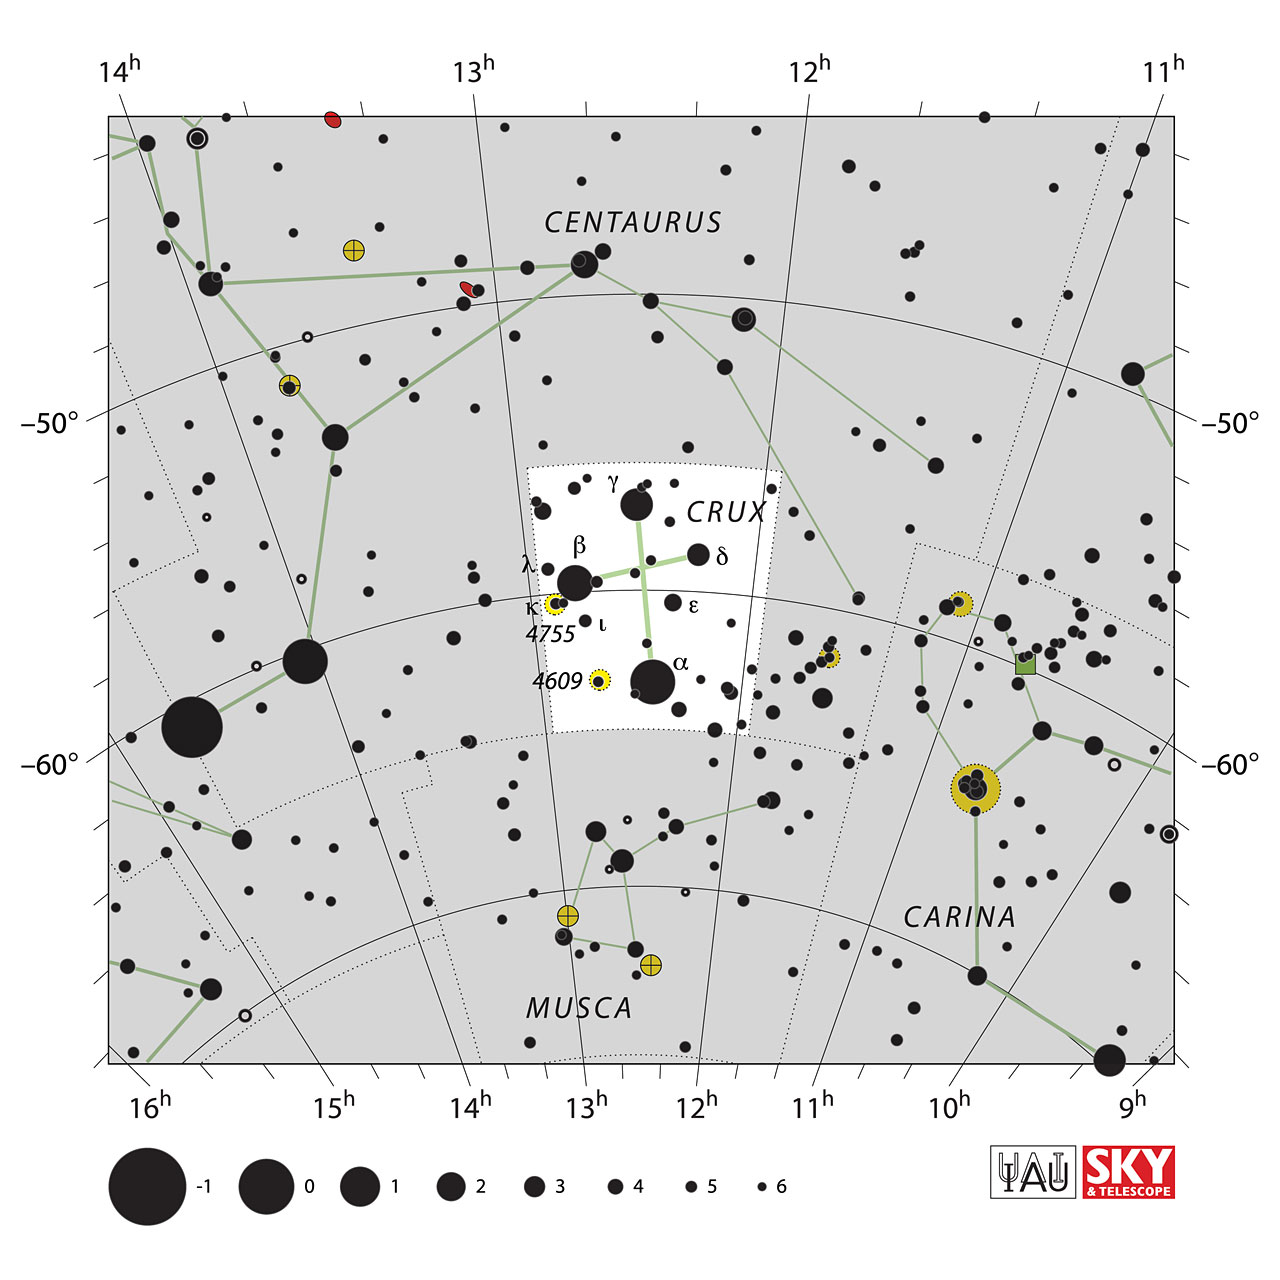 14h 13h 12h 11h
CENTAURUS
–50° –50°
γ CRUX
β δ
λ
κ ε
4755 ι
α
4609
–60° –60°
CARINA
MUSCA
16h 15h 14h 13h 12h 11h 10h 9h
-1 0 1 2 3 4 5 6
IAU SKY
& TELESCOPE